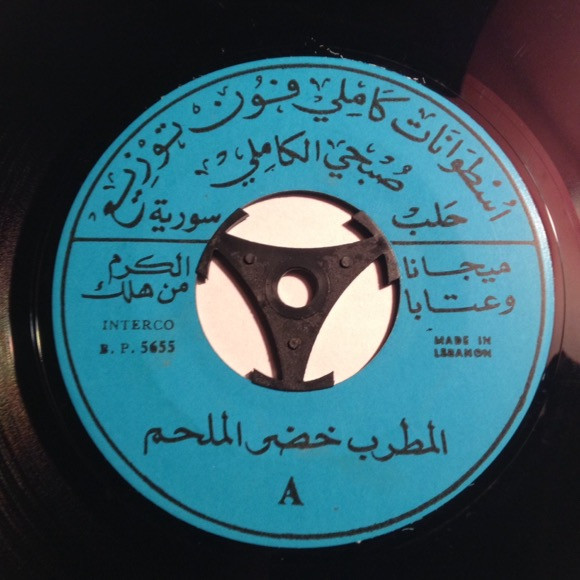 اسطوانات كاملي فون توزيع
صبحي الكاملي
حلب سورية
ميجانا
وعتابا
الكرم
من هلك
INTERCO
B. P. 5655
MADE IN
LEBANON
المطرب خضر الملحم
A